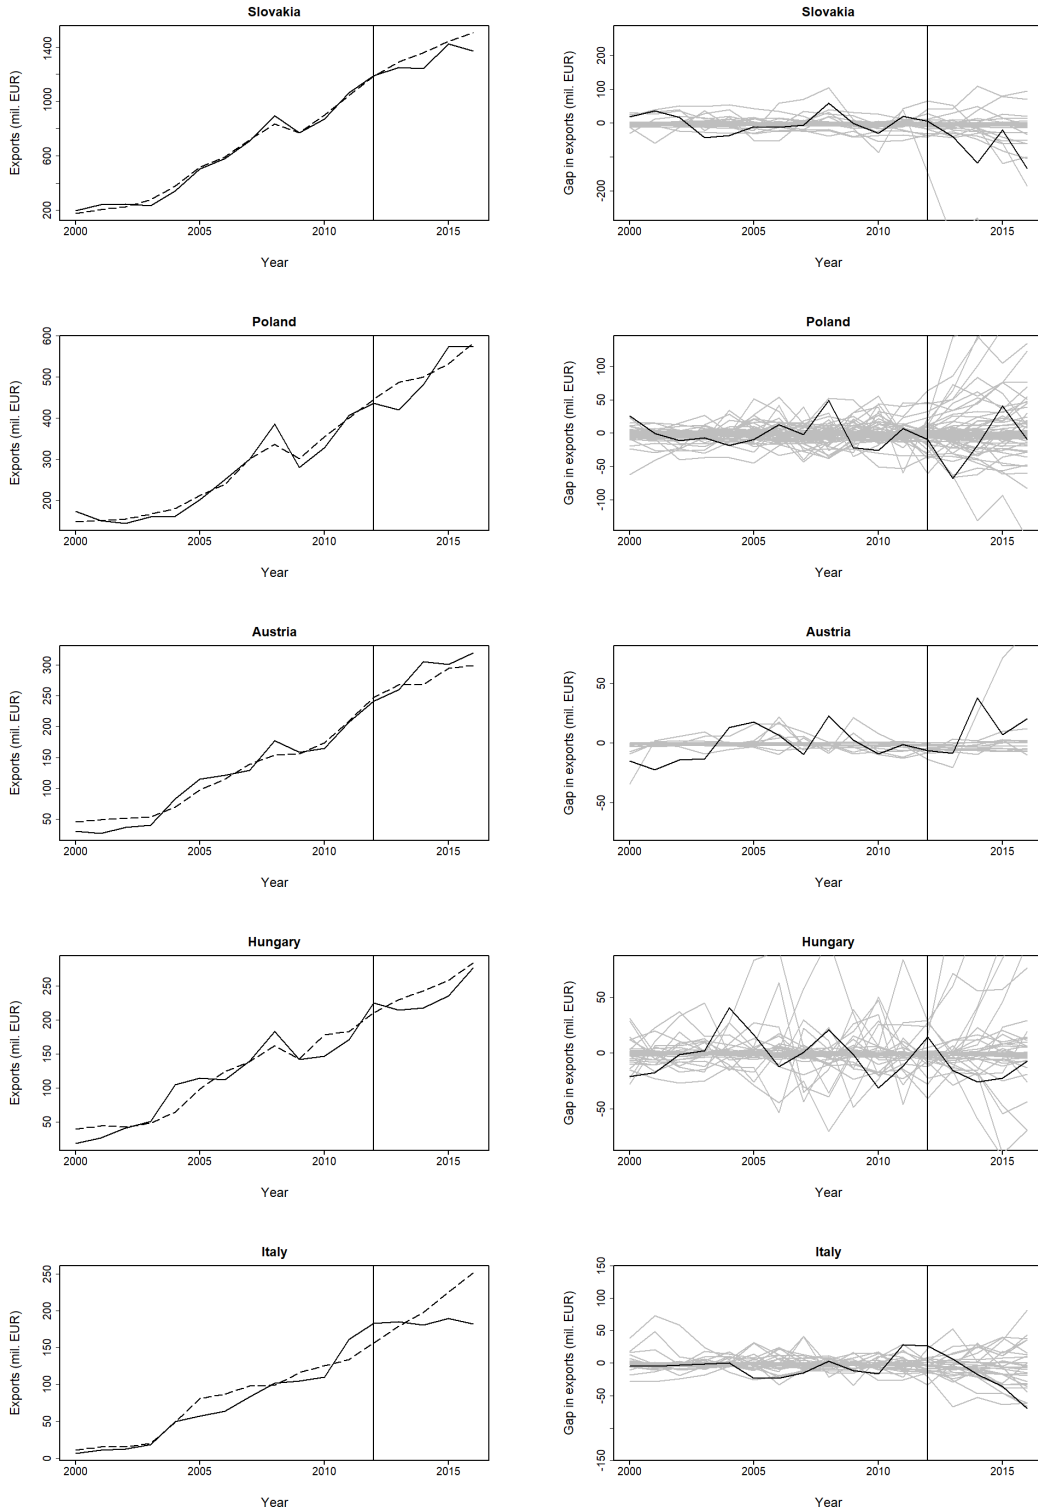 Slovakia
Exports (mil. EUR)
200
600
1000
1400
2000
2005
2010
2015
Year
Slovakia
Gap in exports (mil. EUR)
-200
0
100
200
2000
2005
2010
2015
Year
Poland
Exports (mil. EUR)
200
300
400
500
600
2000
2005
2010
2015
Year
Poland
Gap in exports (mil. EUR)
-100
-50
0
50
100
2000
2005
2010
2015
Year
Austria
Exports (mil. EUR)
50
100
150
200
250
300
2000
2005
2010
2015
Year
Austria
Gap in exports (mil. EUR)
-50
0
50
2000
2005
2010
2015
Year
Hungary
Exports (mil. EUR)
50
100
150
200
250
2000
2005
2010
2015
Year
Hungary
Gap in exports (mil. EUR)
-50
0
50
2000
2005
2010
2015
Year
Italy
Exports (mil. EUR)
0
50
100
150
200
250
2000
2005
2010
2015
Year
Italy
Gap in exports (mil. EUR)
-150
-50
0
50
100
150
2000
2005
2010
2015
Year